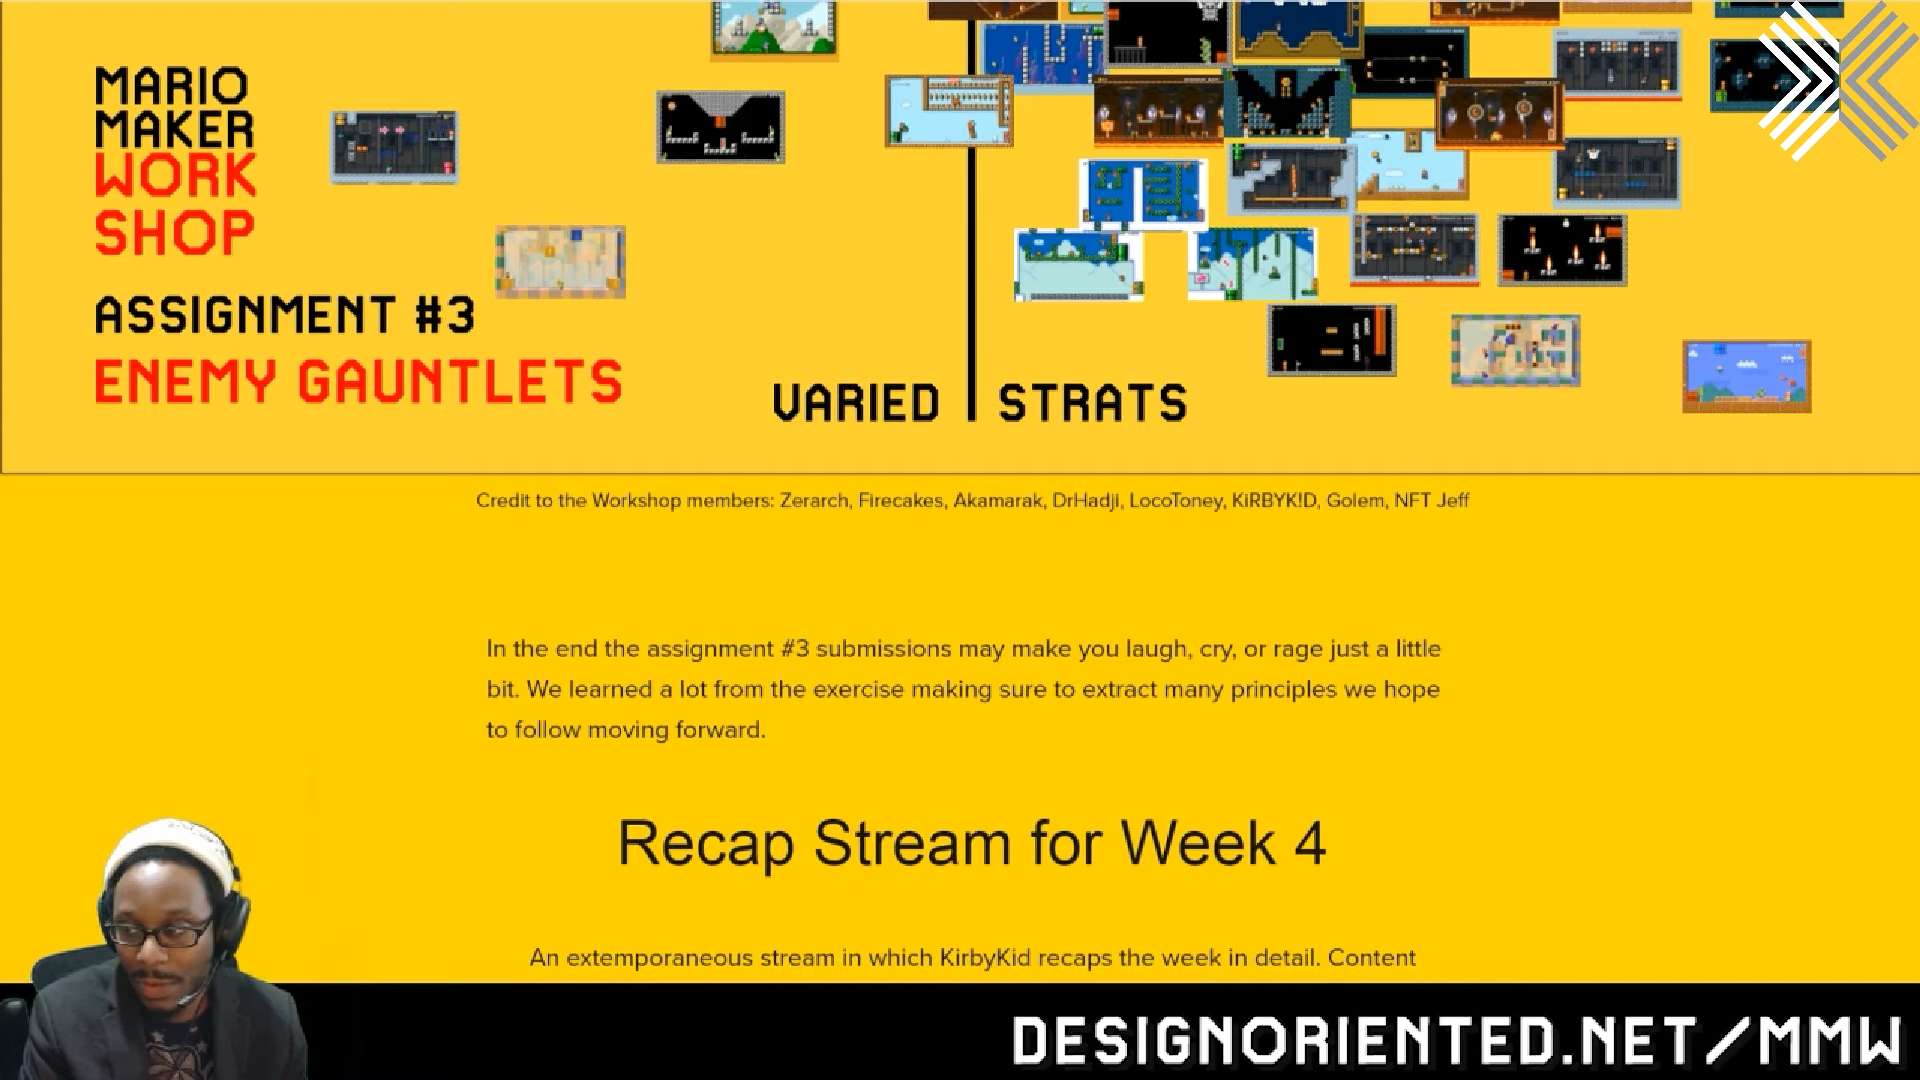 MARIO
MAKER
WORK
SHOP
ASSIGNMENT #3
ENEMY GAUNTLETS
VARIED STRATS
Credit to the Workshop members: Zerarch, Firecakes, Akamarak, DrHadji, LocoToney, KiRBYK!D, Golem, NFT Jeff
In the end the assignment #3 submissions may make you laugh, cry, or rage just a little
bit. We learned a lot from the exercise making sure to extract many principles we hope
to follow moving forward.
Recap Stream for Week 4
An extemporaneous stream in which KirbyKid recaps the week in detail. Content
DESIGNORIENTED.NET/MMW